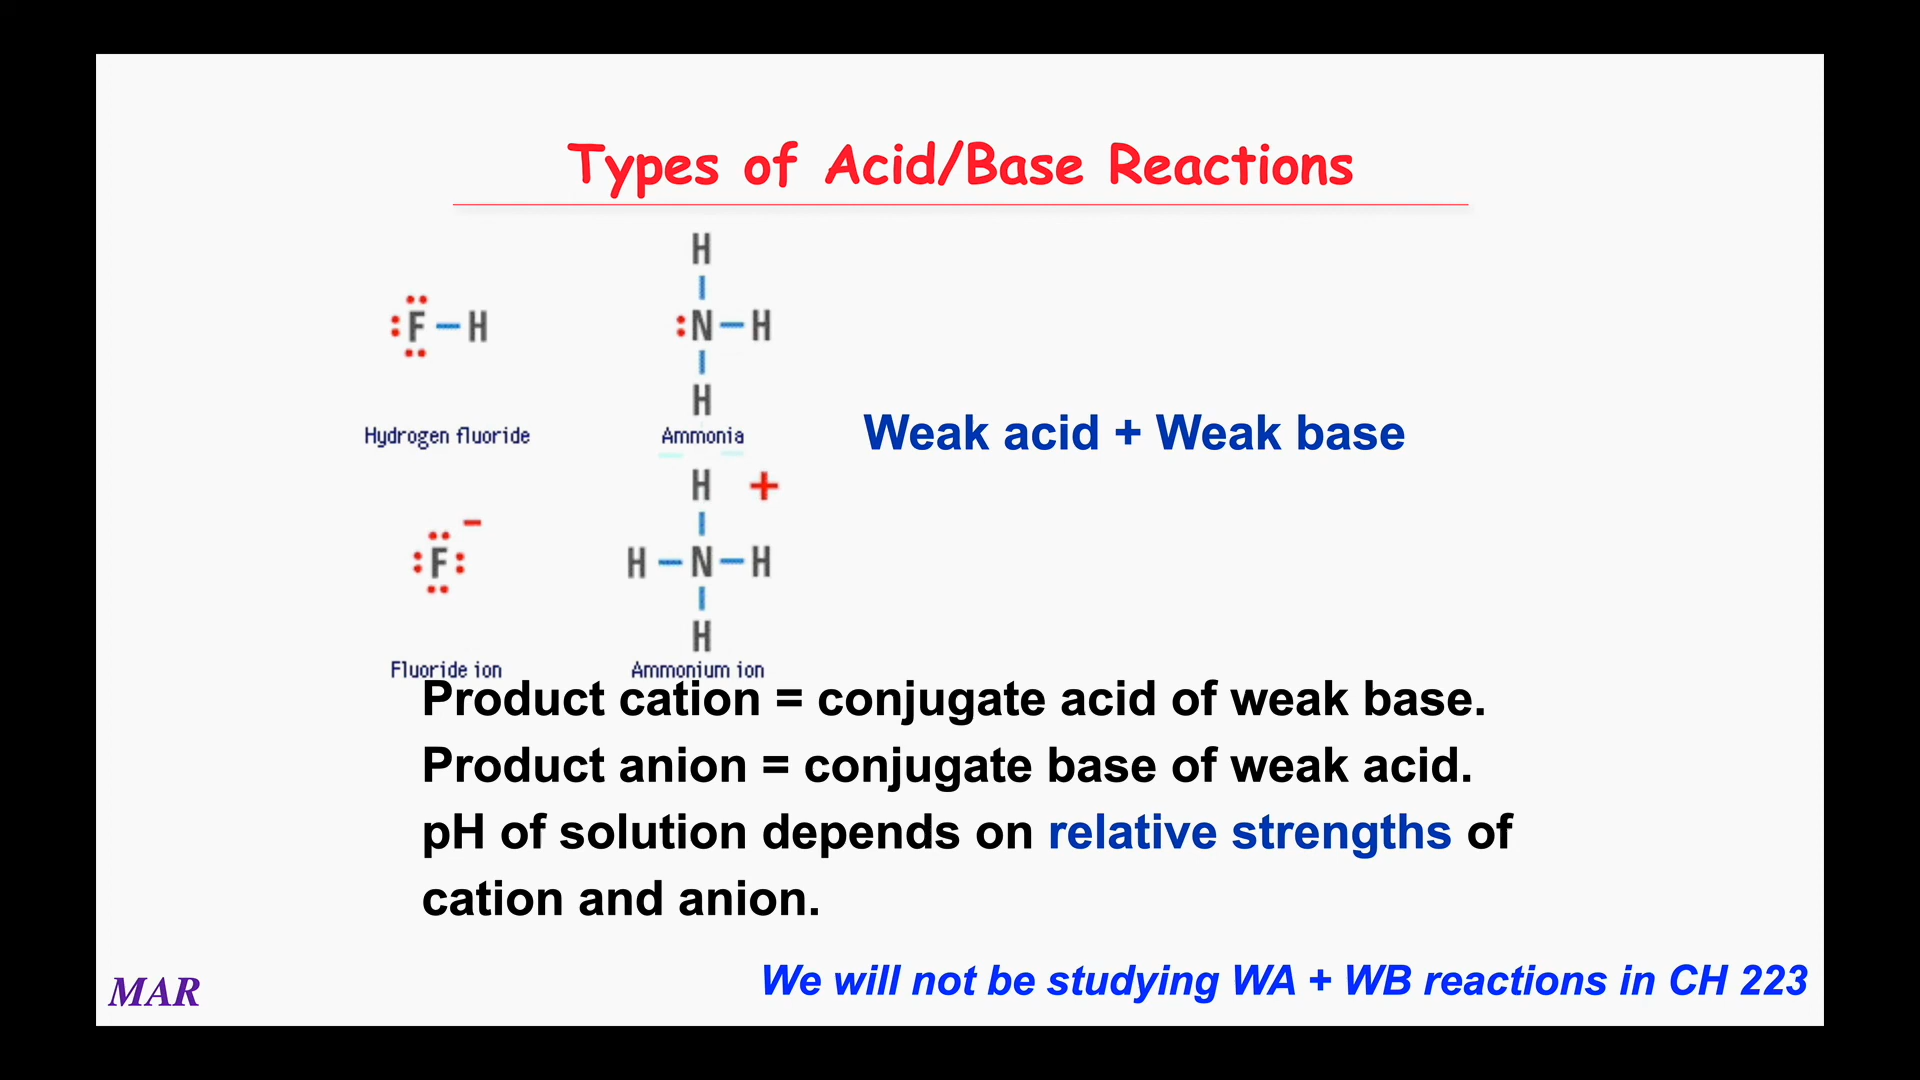 Types of Acid/Base Reactions
H
F H
N H
H
Hydrogen fluoride
Ammonia
Weak acid + Weak base
H +
F -
H N H
H
Fluoride ion
Ammonium ion
Product cation = conjugate acid of weak base.
Product anion = conjugate base of weak acid.
pH of solution depends on relative strengths of
cation and anion.
MAR
We will not be studying WA + WB reactions in CH 223